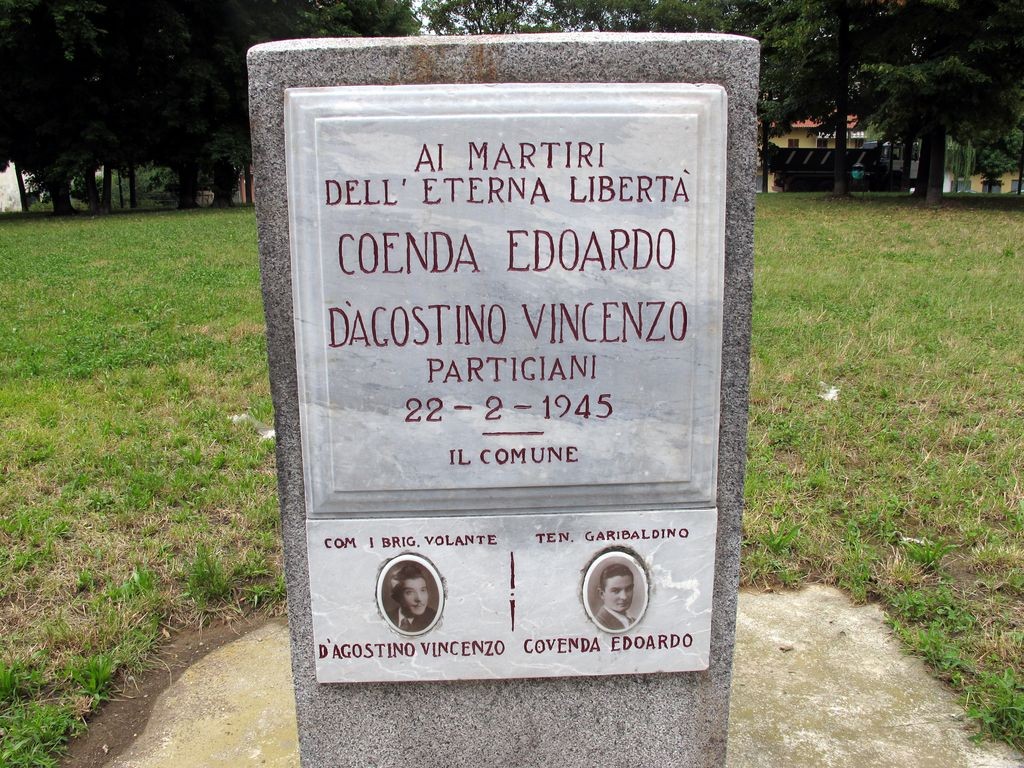 AI MARTIRI
DELL' ETERNA LIBERTÀ
COENDA EDOARDO
D'AGOSTINO VINCENZO
PARTIGIANI
22 - 2 - 1945
IL COMUNE
COM I BRIG. VOLANTE
D'AGOSTINO VINCENZO
TEN. GARIBALDINO
COVENDA EDOARDO